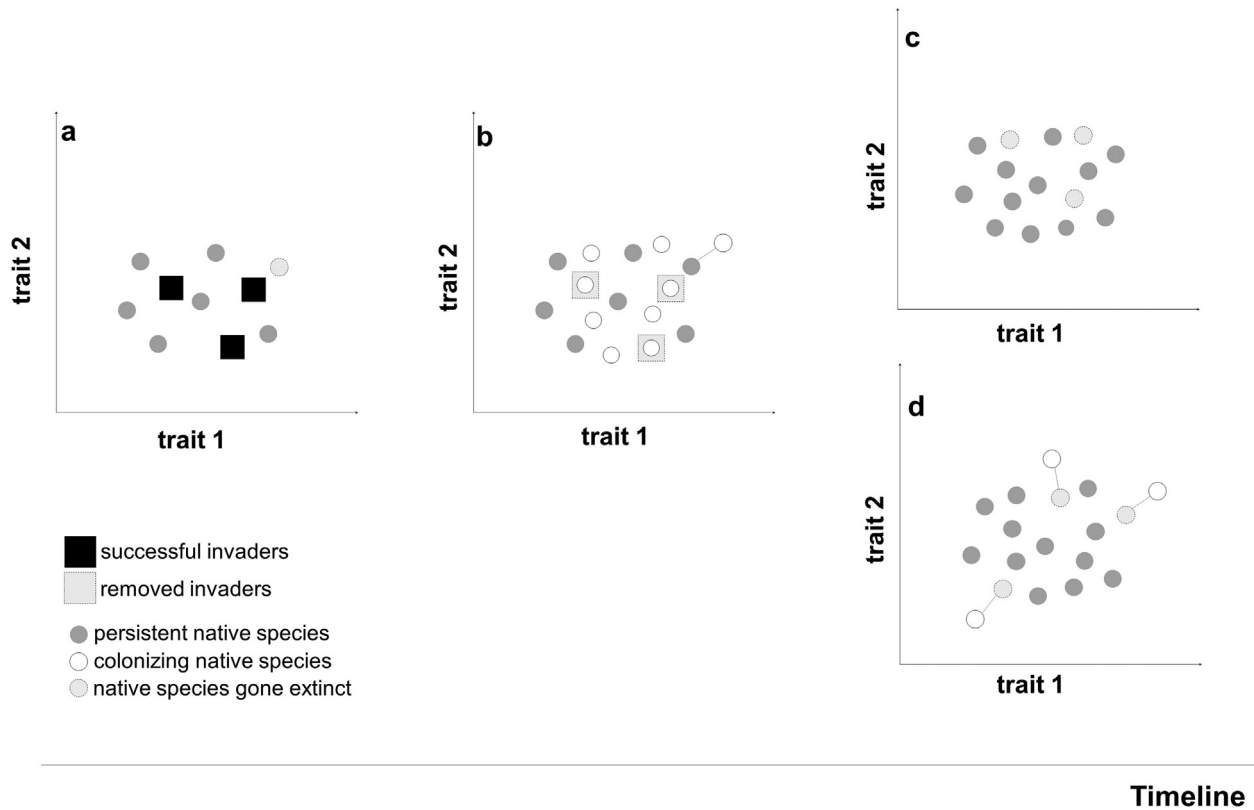 a
trait 2
trait 1
b
trait 2
trait 1
c
trait 2
trait 1
d
trait 2
trait 1
successful invaders
removed invaders
persistent native species
colonizing native species
native species gone extinct
Timeline